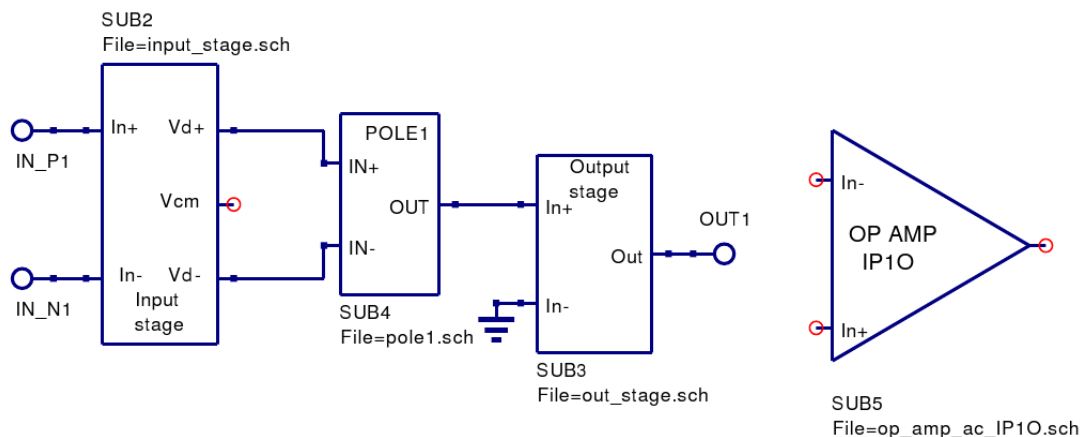 SUB2
File=input_stage.sch
In+
Vd+
Vcm
In-
Vd-
Input
stage
IN_P1
IN_N1
POLE1
IN+
OUT
IN-
SUB4
File=pole1.sch
Output
stage
In+
Out
In-
SUB3
File=out_stage.sch
OUT1
In-
OP AMP
IP1O
In+
SUB5
File=op_amp_ac_IP1O.sch